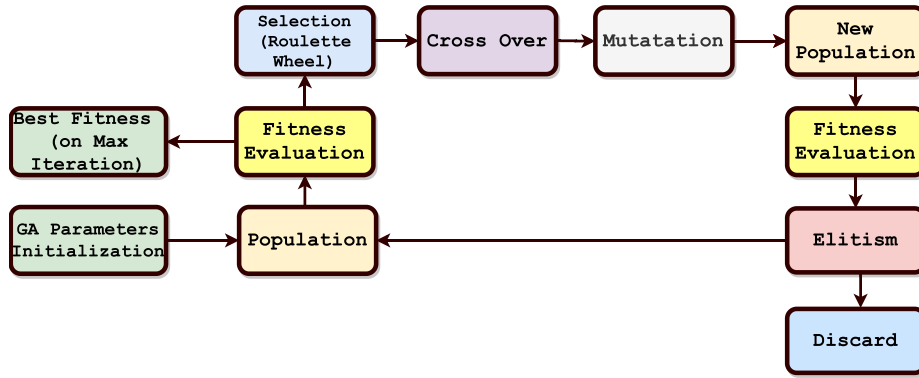 Selection
(Roulette
Wheel)
Cross Over
Mutatation
New
Population
Best Fitness
(on Max
Iteration)
Fitness
Evaluation
Fitness
Evaluation
GA Parameters
Initialization
Population
Elitism
Discard